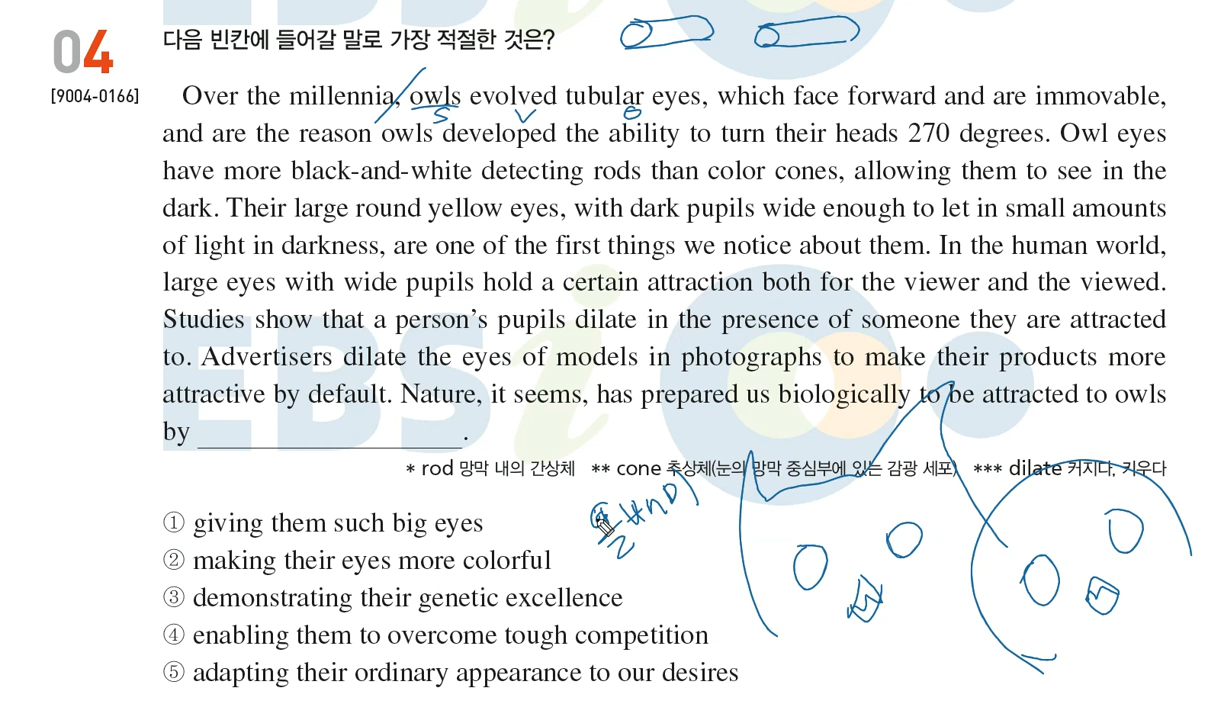 04
다음 빈칸에 들어갈 말로 가장 적절한 것은?
[9004-0166]
Over the millennia, owls evolved tubular eyes, which face forward and are immovable,
S V O
and are the reason owls developed the ability to turn their heads 270 degrees. Owl eyes
have more black-and-white detecting rods than color cones, allowing them to see in the
dark. Their large round yellow eyes, with dark pupils wide enough to let in small amounts
of light in darkness, are one of the first things we notice about them. In the human world,
large eyes with wide pupils hold a certain attraction both for the viewer and the viewed.
Studies show that a person's pupils dilate in the presence of someone they are attracted
to. Advertisers dilate the eyes of models in photographs to make their products more
attractive by default. Nature, it seems, has prepared us biologically to be attracted to owls
by ____________________.
* rod 망막 내의 간상체 ** cone 추상체(눈의 망막 중심부에 있는 감광 세포) *** dilate 커지다, 키우다
① giving them such big eyes
② making their eyes more colorful
③ demonstrating their genetic excellence
④ enabling them to overcome tough competition
⑤ adapting their ordinary appearance to our desires
EBSi